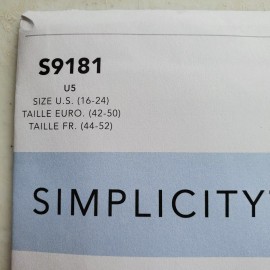 S9181
U5
SIZE U.S. (16-24)
TAILLE EURO. (42-50)
TAILLE FR. (44-52)
SIMPLICITY